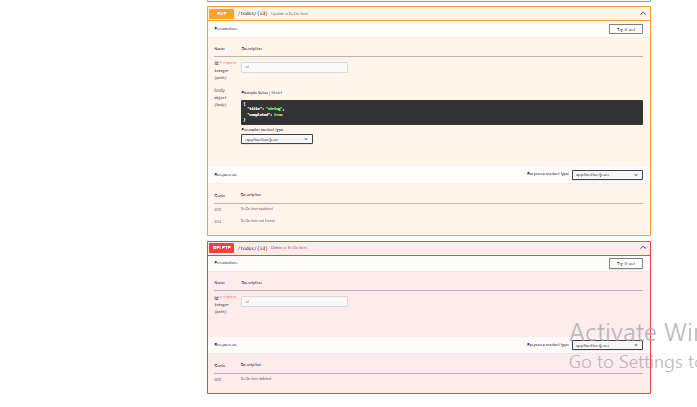 PUT /todos/{id} Update a To-Do item
Parameters
Try it out
Name Description
id * required
integer
(path)
id
body
object
(body)
Example Value | Model
{
"title": "string",
"completed": true
}
Parameter content type
application/json
Responses Response content type application/json
Code Description
200 To-Do item updated
404 To-Do item not found
DELETE /todos/{id} Delete a To-Do item
Parameters
Try it out
Name Description
id * required
integer
(path)
id
Responses Response content type application/json
Code Description
200 To-Do item deleted
Activate Win
Go to Settings to